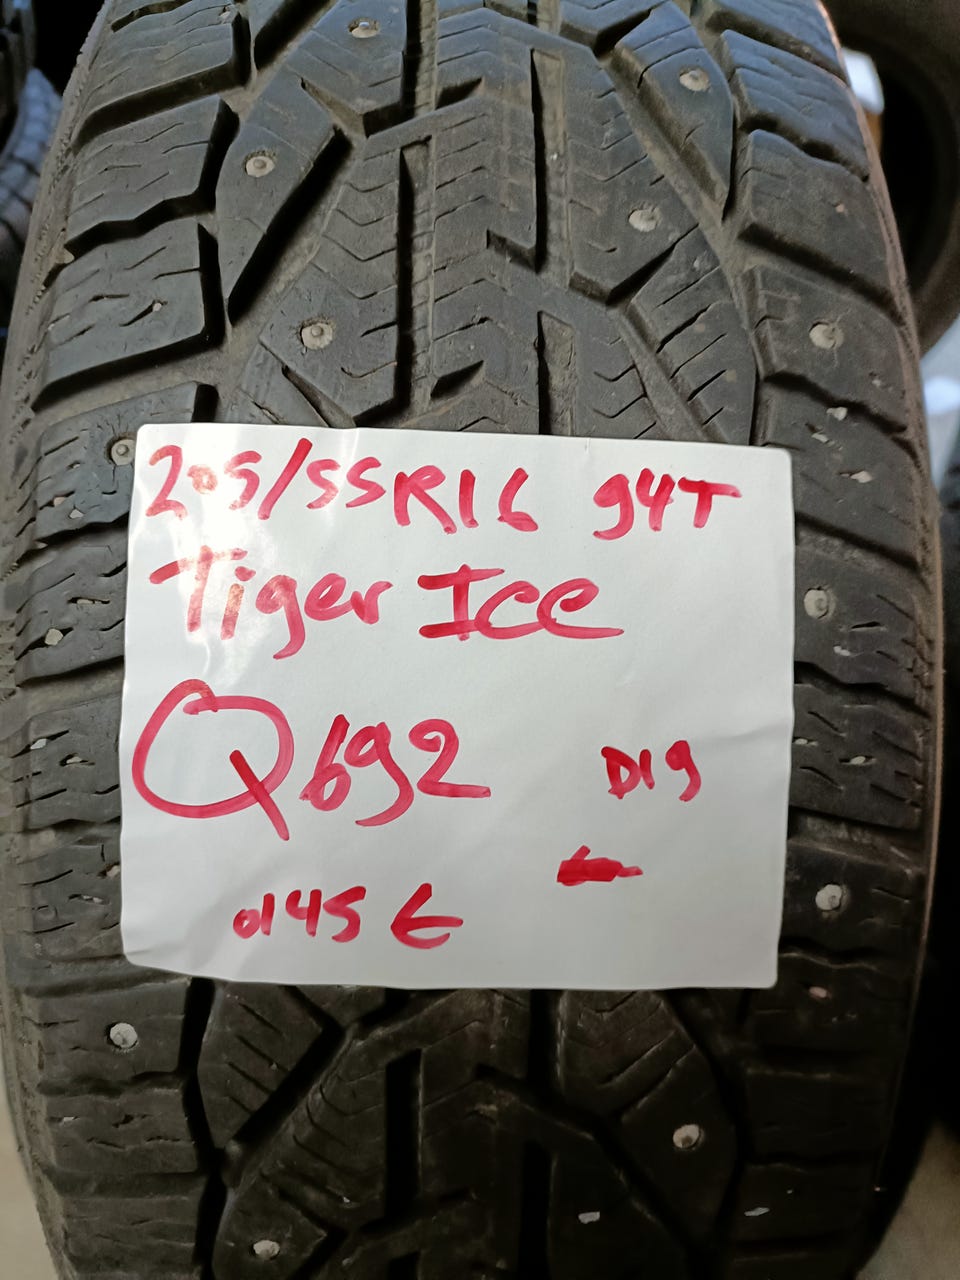 205/55R16 94T
Tiger ICE
Q692
D19
0145 €